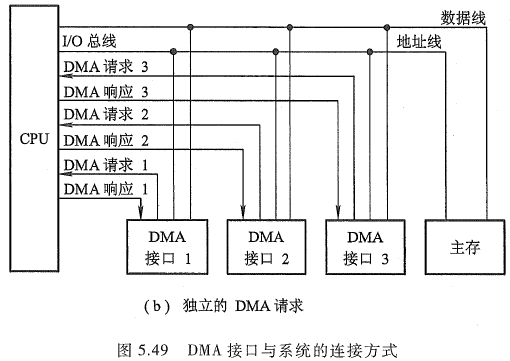 数据线
I/O 总线
地址线
DMA 请求 3
DMA 响应 3
DMA 请求 2
CPU
DMA 响应 2
DMA 请求 1
DMA 响应 1
DMA
接口 1
DMA
接口 2
DMA
接口 3
主存
(b) 独立的 DMA 请求
图 5.49 DMA 接口与系统的连接方式